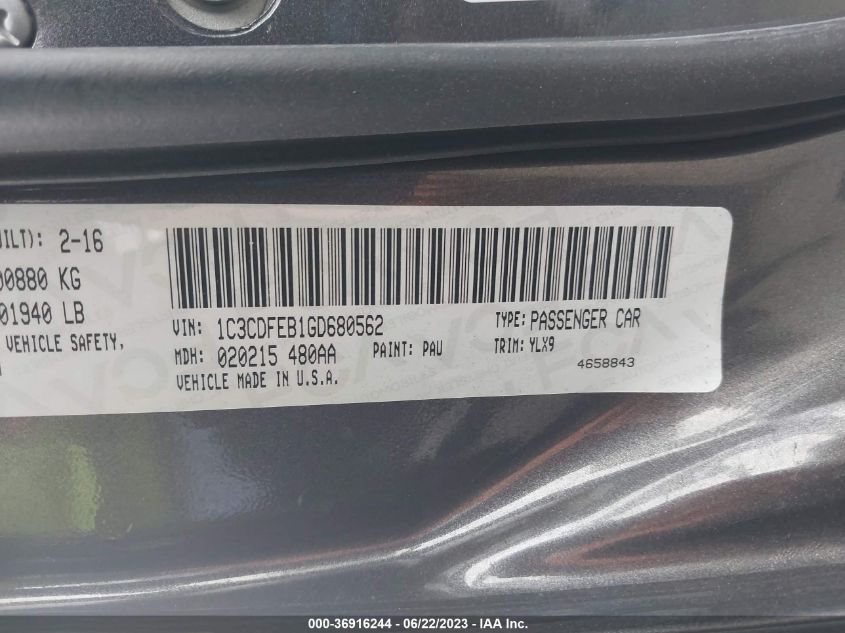 UILT): 2-16
00880 KG
01940 LB
VEHICLE SAFETY,
VIN: 1C3CDFEB1GD680562 TYPE: PASSENGER CAR
MDH: 020215 480AA PAINT: PAU TRIM: YLX9
VEHICLE MADE IN U.S.A. 4658843
000-36916244 - 06/22/2023 - © IAA Inc.